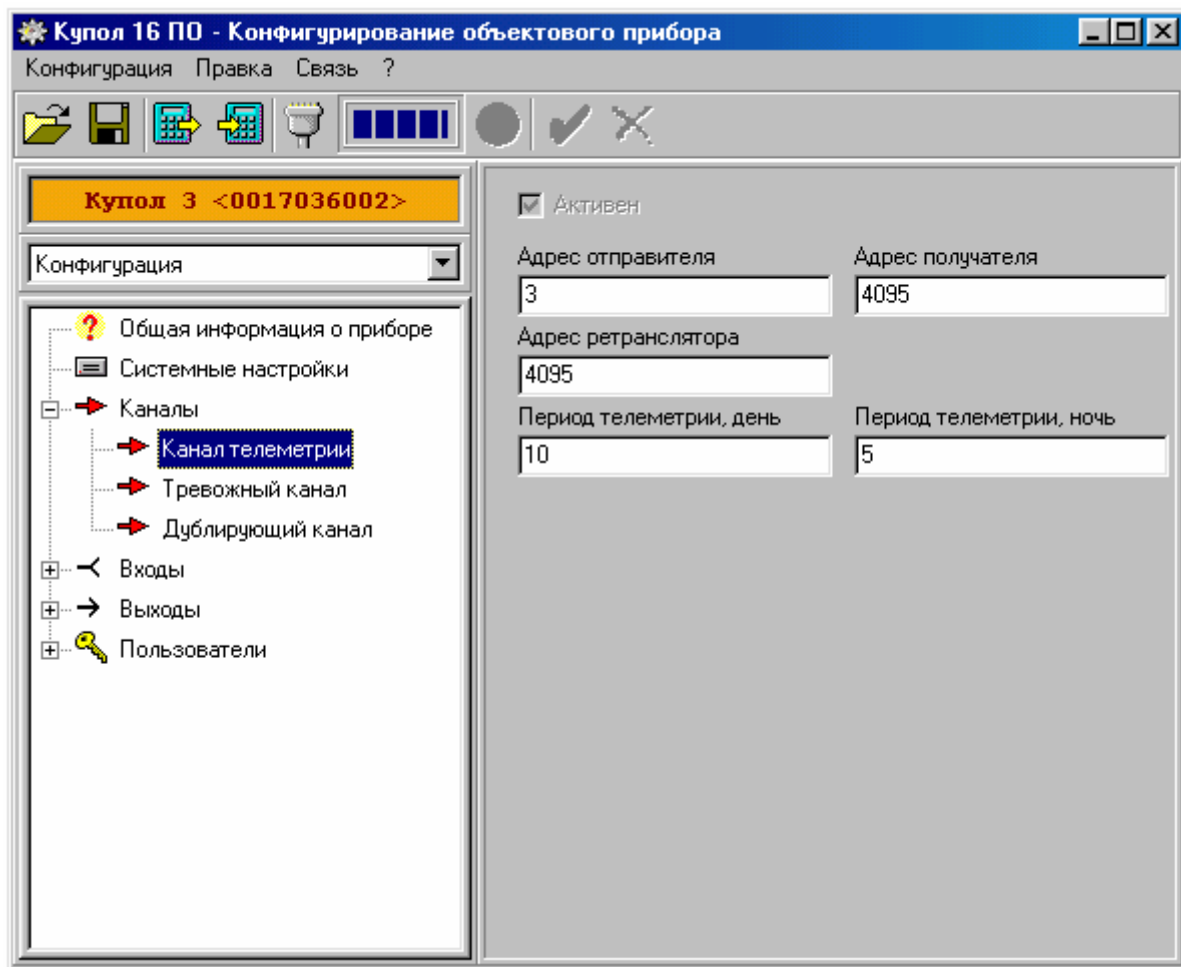 Купол 16 ПО - Конфигурирование объектового прибора
Конфигурация Правка Связь ?
Купол 3 <0017036002>
Конфигурация
Общая информация о приборе
Системные настройки
Каналы
Канал телеметрии
Тревожный канал
Дублирующий канал
Входы
Выходы
Пользователи
Активен
Адрес отправителя Адрес получателя
3 4095
Адрес ретранслятора
4095
Период телеметрии, день Период телеметрии, ночь
10 5